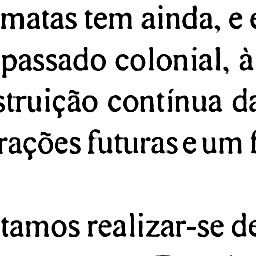 matas tem ainda, e e
passado colonial, à
strução contínua da
rações futuras e um f
tamos realizar-se de